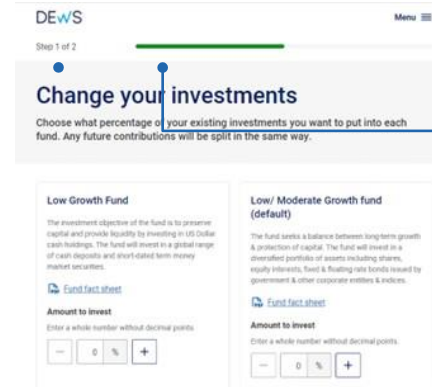 DEWS
Menu
Step 1 of 2
Change your investments
Choose what percentage of your existing investments you want to put into each
fund. Any future contributions will be split in the same way.
Low Growth Fund
The investment objective of the fund is to preserve
capital and provide liquidity by investing in US Dollar
cash holdings. The fund will invest in a global range
of cash deposits and short-dated term money
market securities.
Fund fact sheet
Amount to invest
Enter a whole number without decimal points.
− 0 % +
Low/ Moderate Growth fund
(default)
The fund seeks a balance between long-term growth
& protection of capital. The fund will invest in a
diversified portfolio of assets including shares,
equity interests, fixed & floating rate bonds issued by
government & other corporate entities & indices.
Fund fact sheet
Amount to invest
Enter a whole number without decimal points.
− 0 % +